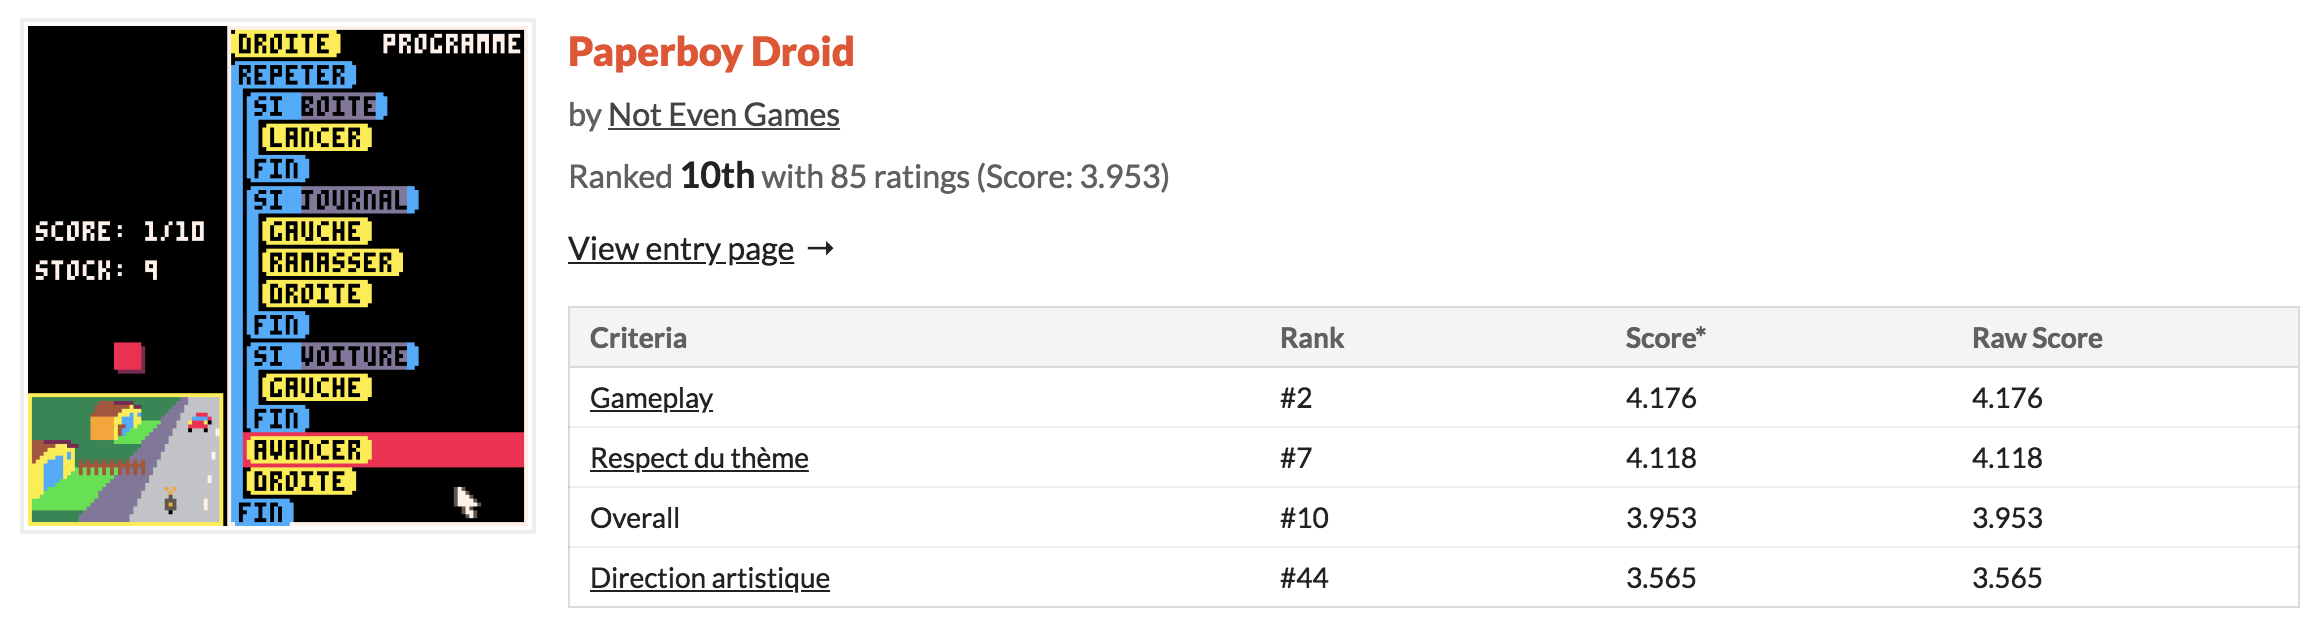 DROITE
PROGRAMME
REPETER
SI BOITE
LANCER
FIN
SI JOURNAL
GAUCHE
RAMASSER
DROITE
FIN
SI VOITURE
GAUCHE
FIN
AVANCER
DROITE
FIN
SCORE: 1/10
STOCK: 9
Paperboy Droid
by Not Even Games
Ranked 10th with 85 ratings (Score: 3.953)
View entry page →
Criteria Rank Score* Raw Score
Gameplay #2 4.176 4.176
Respect du thème #7 4.118 4.118
Overall #10 3.953 3.953
Direction artistique #44 3.565 3.565